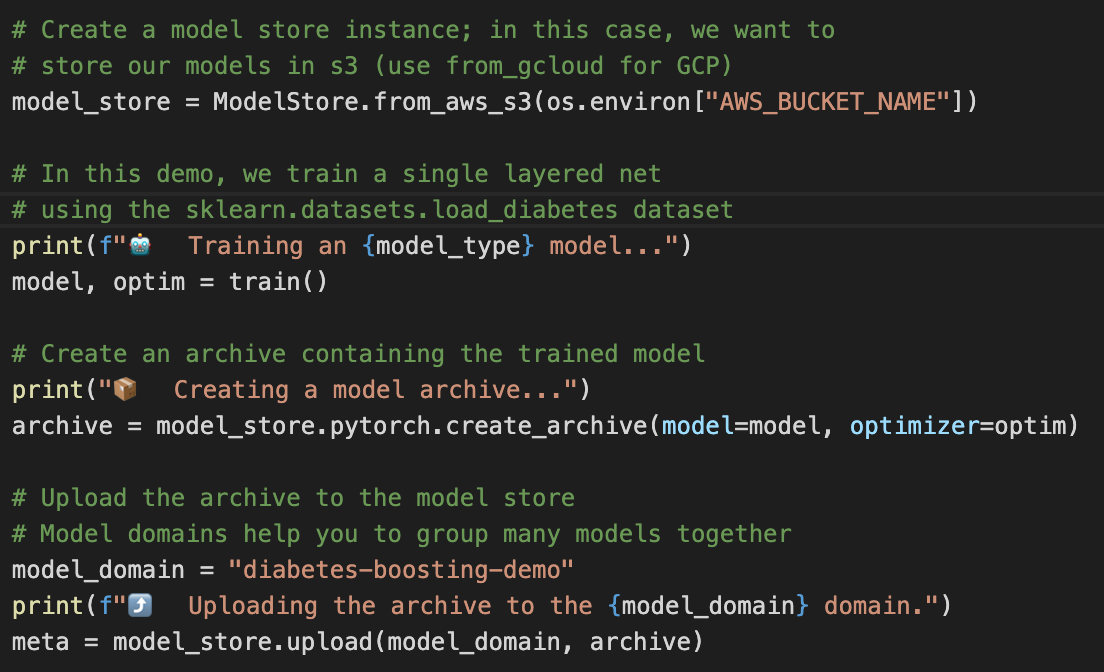 # Create a model store instance; in this case, we want to
# store our models in s3 (use from_gcloud for GCP)
model_store = ModelStore.from_aws_s3(os.environ["AWS_BUCKET_NAME"])
# In this demo, we train a single layered net
# using the sklearn.datasets.load_diabetes dataset
print(f"🤖  Training an {model_type} model...")
model, optim = train()
# Create an archive containing the trained model
print("📦  Creating a model archive...")
archive = model_store.pytorch.create_archive(model=model, optimizer=optim)
# Upload the archive to the model store
# Model domains help you to group many models together
model_domain = "diabetes-boosting-demo"
print(f"⤴️  Uploading the archive to the {model_domain} domain.")
meta = model_store.upload(model_domain, archive)